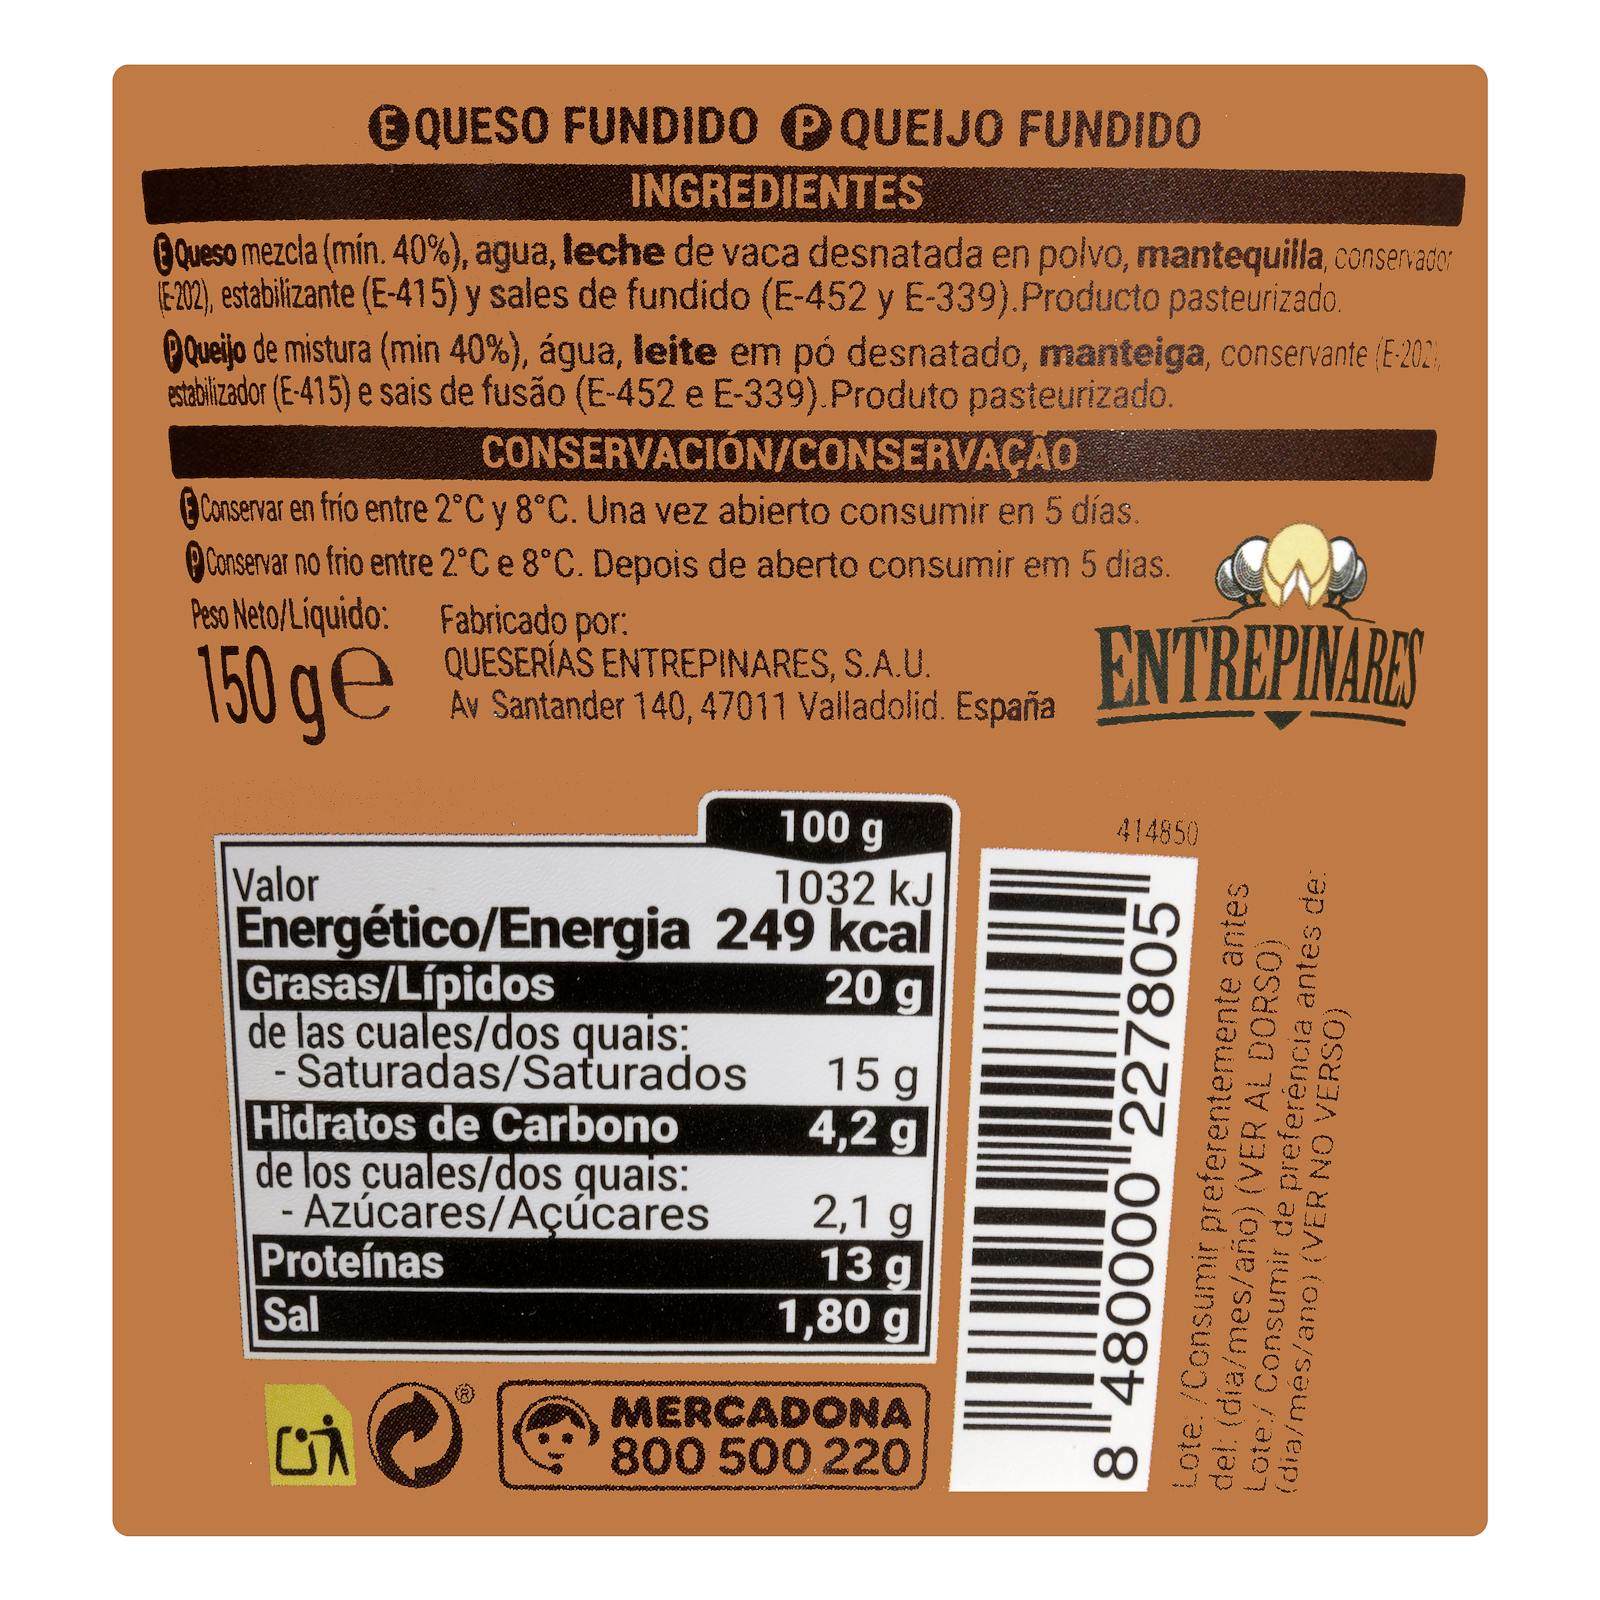 E QUESO FUNDIDO P QUEIJO FUNDIDO
INGREDIENTES
E Queso mezcla (mín. 40%), agua, leche de vaca desnatada en polvo, mantequilla, conservador
(E-202), estabilizante (E-415) y sales de fundido (E-452 y E-339).Producto pasteurizado.
P Queijo de mistura (min 40%), água, leite em pó desnatado, manteiga, conservante (E-202),
estabilizador (E-415) e sais de fusão (E-452 e E-339).Produto pasteurizado.
CONSERVACIÓN/CONSERVAÇÃO
E Conservar en frío entre 2°C y 8°C. Una vez abierto consumir en 5 días.
P Conservar no frio entre 2°C e 8°C. Depois de aberto consumir em 5 dias.
Peso Neto/Líquido:
150 g e
Fabricado por:
QUESERÍAS ENTREPINARES, S.A.U.
Av Santander 140, 47011 Valladolid. España
ENTREPINARES
100 g
Valor 1032 kJ
Energético/Energia 249 kcal
Grasas/Lípidos 20 g
de las cuales/dos quais:
- Saturadas/Saturados 15 g
Hidratos de Carbono 4,2 g
de los cuales/dos quais:
- Azúcares/Açúcares 2,1 g
Proteínas 13 g
Sal 1,80 g
414850
8 480000 227805
Lote: /Consumir preferentemente antes
del: (día/mes/año) (VER AL DORSO)
Lote:/ Consumir de preferência antes de:
(dia/mês/ano) (VER NO VERSO)
®
MERCADONA
800 500 220